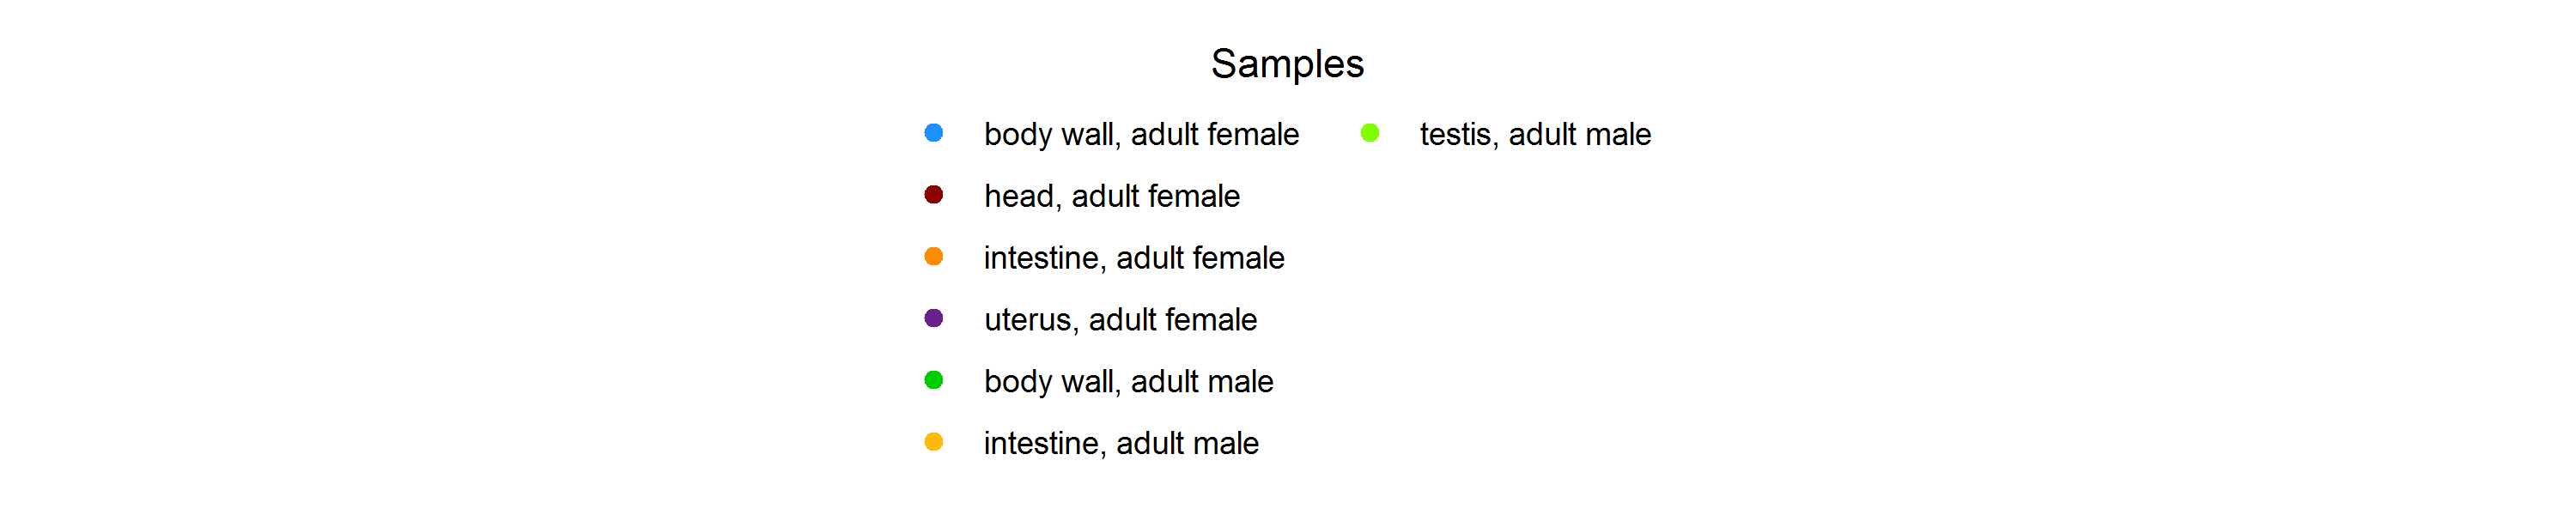 Samples
body wall, adult female
head, adult female
intestine, adult female
uterus, adult female
body wall, adult male
intestine, adult male
testis, adult male